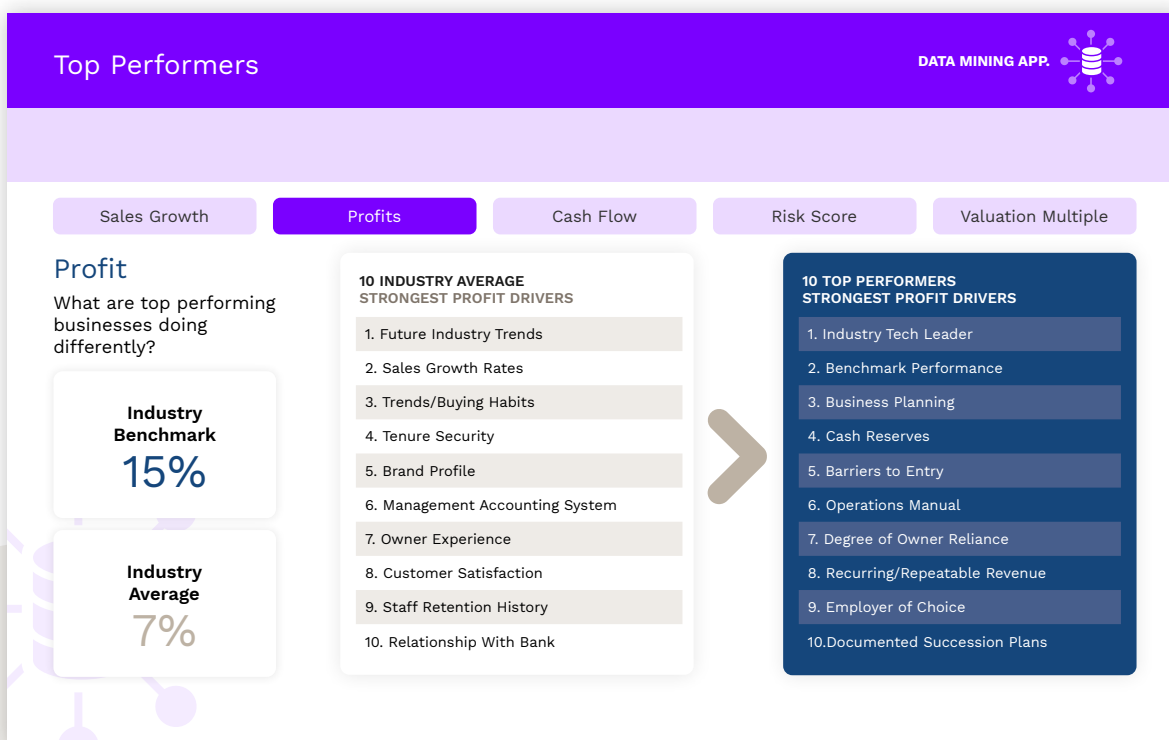 Top Performers
DATA MINING APP.
Sales Growth
Profits
Cash Flow
Risk Score
Valuation Multiple
Profit
What are top performing
businesses doing
differently?
Industry
Benchmark
15%
Industry
Average
7%
10 INDUSTRY AVERAGE
STRONGEST PROFIT DRIVERS
1. Future Industry Trends
2. Sales Growth Rates
3. Trends/Buying Habits
4. Tenure Security
5. Brand Profile
6. Management Accounting System
7. Owner Experience
8. Customer Satisfaction
9. Staff Retention History
10. Relationship With Bank
10 TOP PERFORMERS
STRONGEST PROFIT DRIVERS
1. Industry Tech Leader
2. Benchmark Performance
3. Business Planning
4. Cash Reserves
5. Barriers to Entry
6. Operations Manual
7. Degree of Owner Reliance
8. Recurring/Repeatable Revenue
9. Employer of Choice
10.Documented Succession Plans